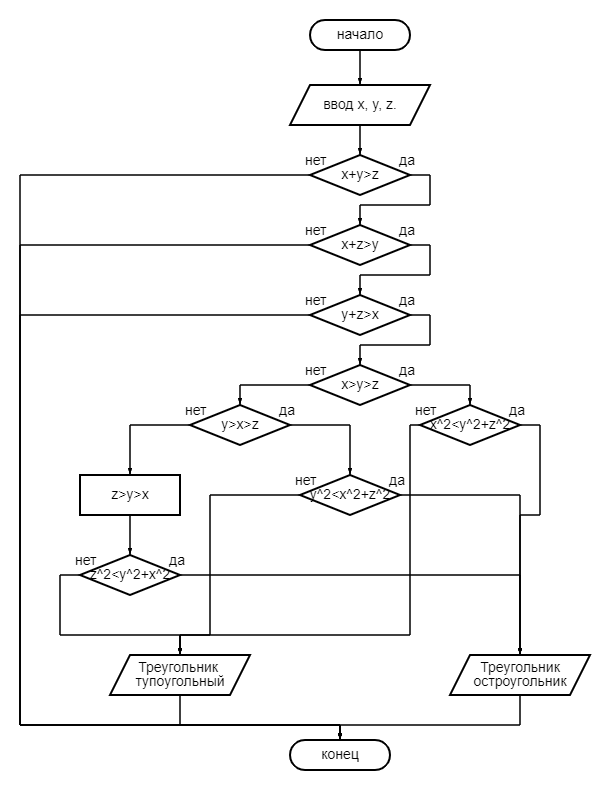 начало
ввод x, y, z.
нет
да
x+y>z
нет
да
x+z>y
нет
да
y+z>x
нет
да
x>y>z
нет
да
y>x>z
нет
да
x^2<y^2+z^2
z>y>x
нет
да
y^2<x^2+z^2
нет
да
z^2<y^2+x^2
Треугольник
тупоугольный
Треугольник
остроугольник
конец